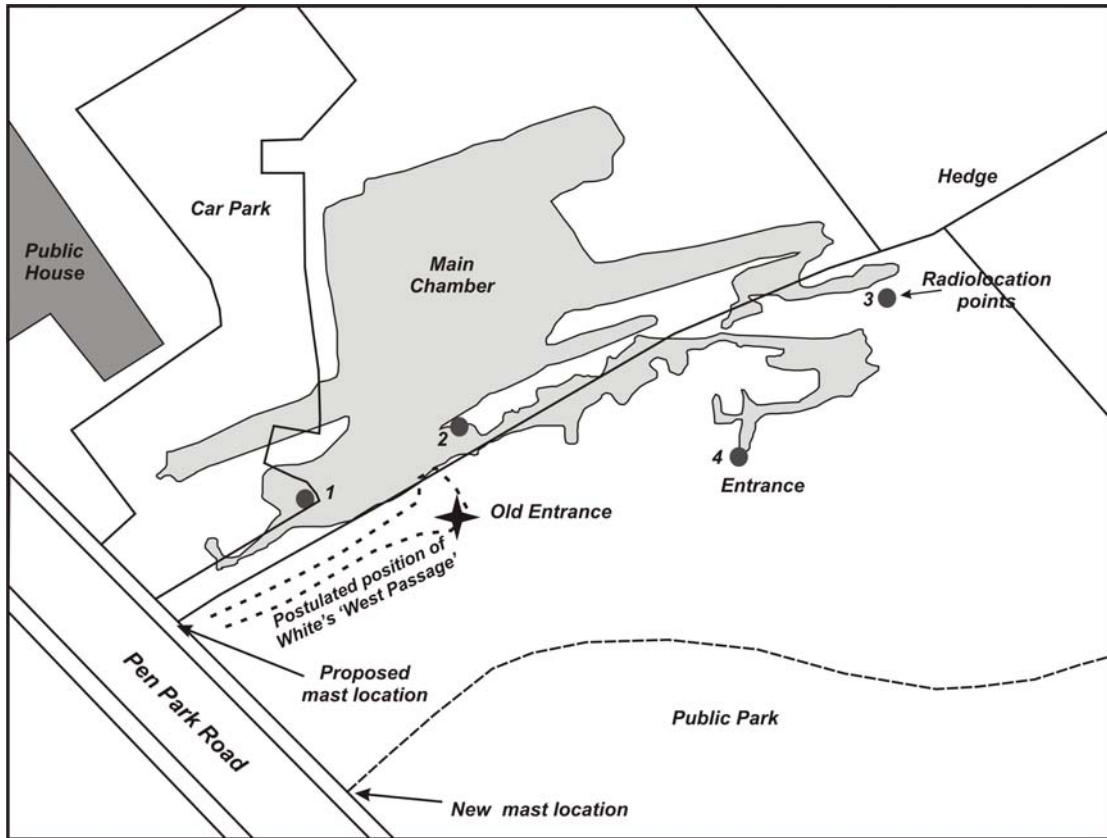 Hedge
Car Park
Public
House
Main
Chamber
Radiolocation
points
3
2
4
Entrance
1
Old Entrance
Postulated position of
White's 'West Passage'
Proposed
mast location
Pen Park Road
Public Park
New mast location